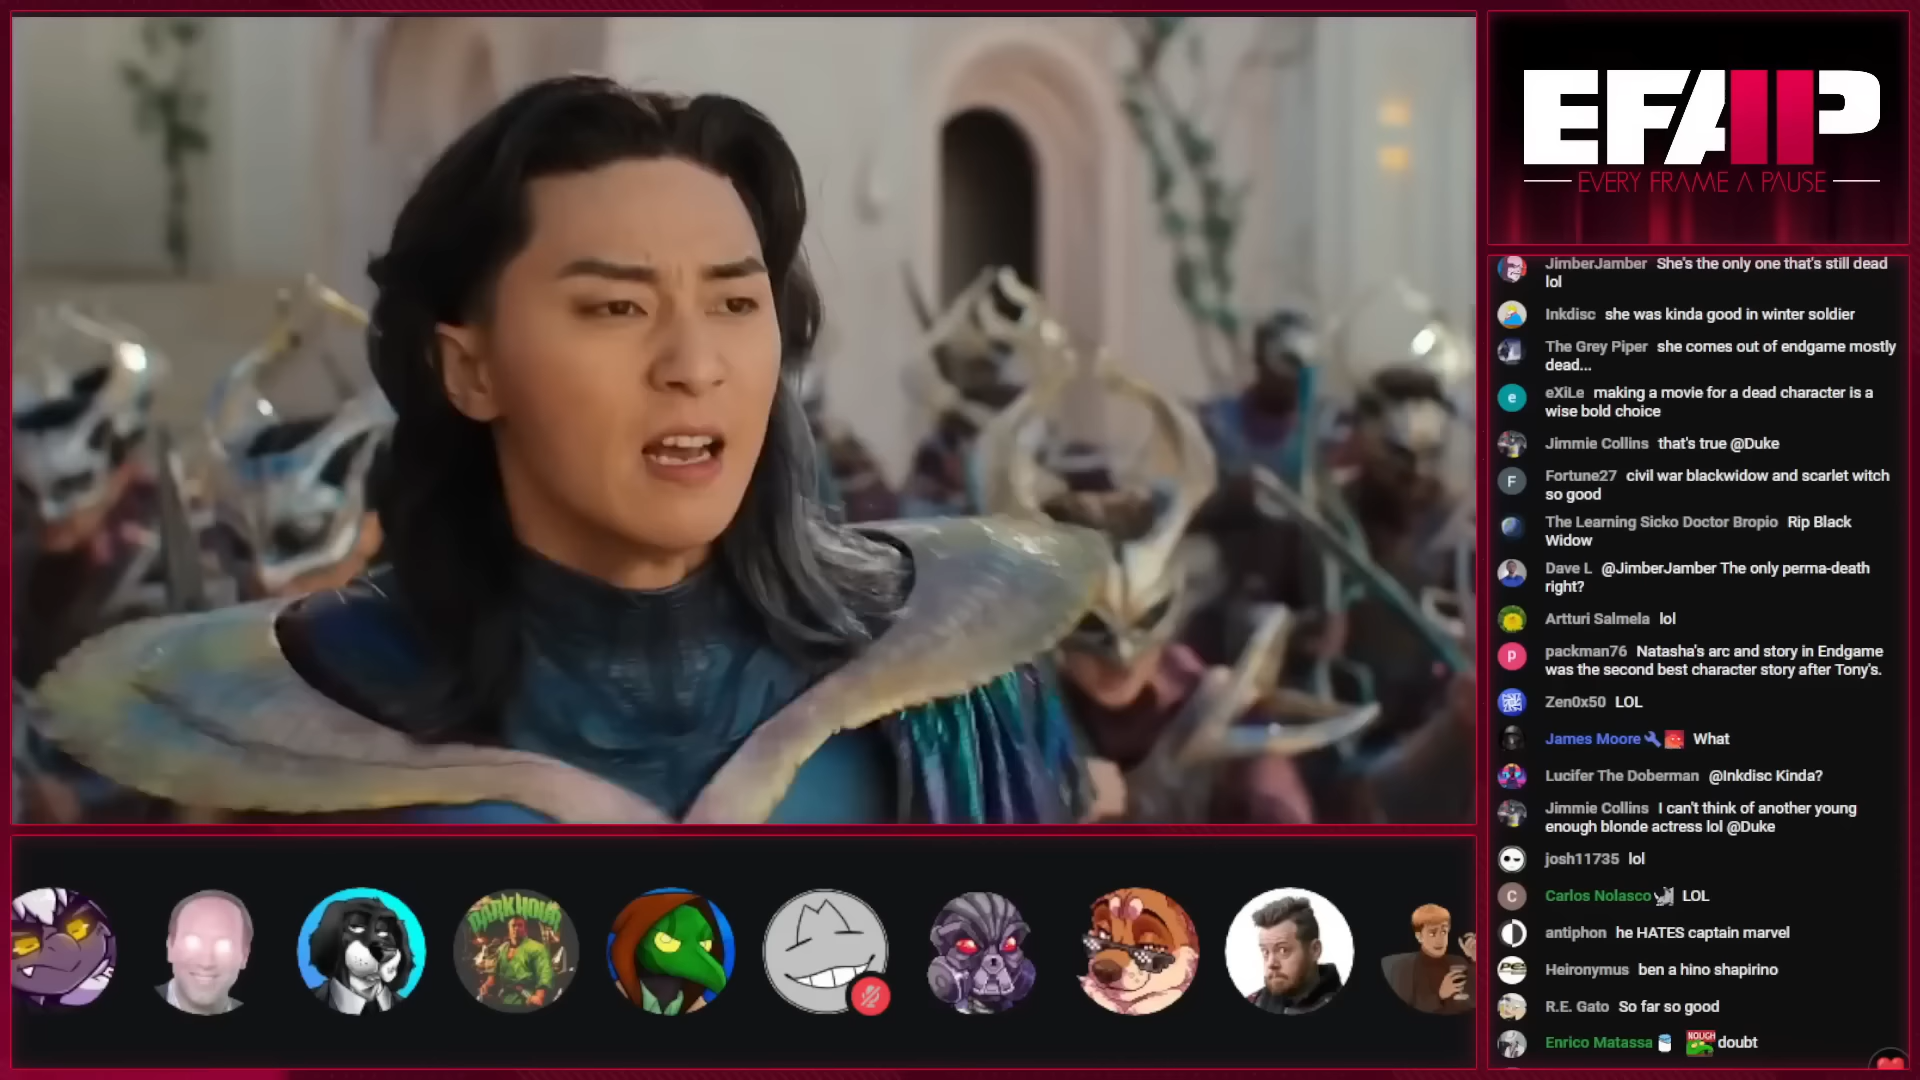 EFAP
EVERY FRAME A PAUSE
JimberJamber She's the only one that's still dead
lol
Inkdisc she was kinda good in winter soldier
The Grey Piper she comes out of endgame mostly
dead...
e eXiLe making a movie for a dead character is a
wise bold choice
Jimmie Collins that's true @Duke
F Fortune27 civil war blackwidow and scarlet witch
so good
The Learning Sicko Doctor Bropio Rip Black
Widow
Dave L @JimberJamber The only perma-death
right?
Artturi Salmela lol
p packman76 Natasha's arc and story in Endgame
was the second best character story after Tony's.
Zen0x50 LOL
James Moore What
Lucifer The Doberman @Inkdisc Kinda?
Jimmie Collins I can't think of another young
enough blonde actress lol @Duke
josh11735 lol
C Carlos Nolasco LOL
antiphon he HATES captain marvel
Heironymus ben a hino shapirino
R.E. Gato So far so good
Enrico Matassa NOUGH doubt
DARK HOUR